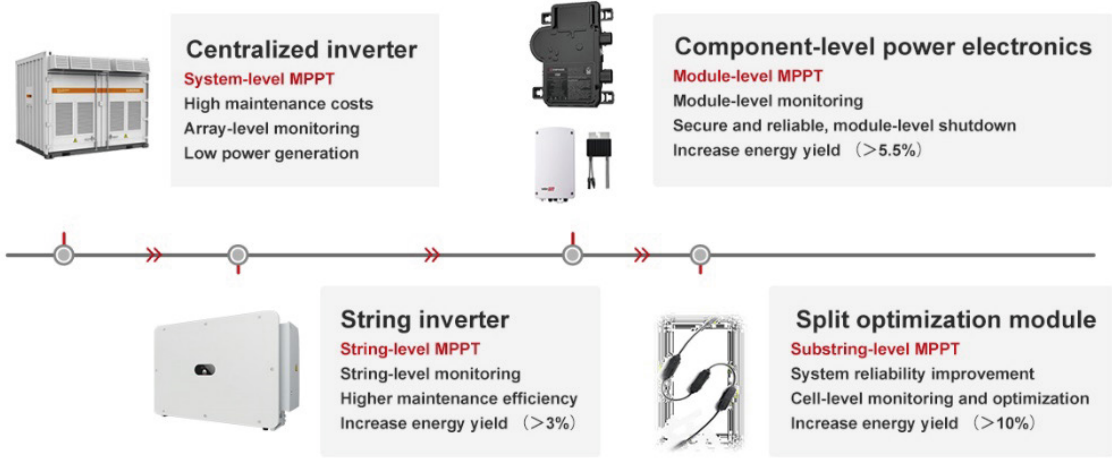 Centralized inverter
System-level MPPT
High maintenance costs
Array-level monitoring
Low power generation
Component-level power electronics
Module-level MPPT
Module-level monitoring
Secure and reliable, module-level shutdown
Increase energy yield （＞5.5%）
String inverter
String-level MPPT
String-level monitoring
Higher maintenance efficiency
Increase energy yield （＞3%）
Split optimization module
Substring-level MPPT
System reliability improvement
Cell-level monitoring and optimization
Increase energy yield （＞10%）